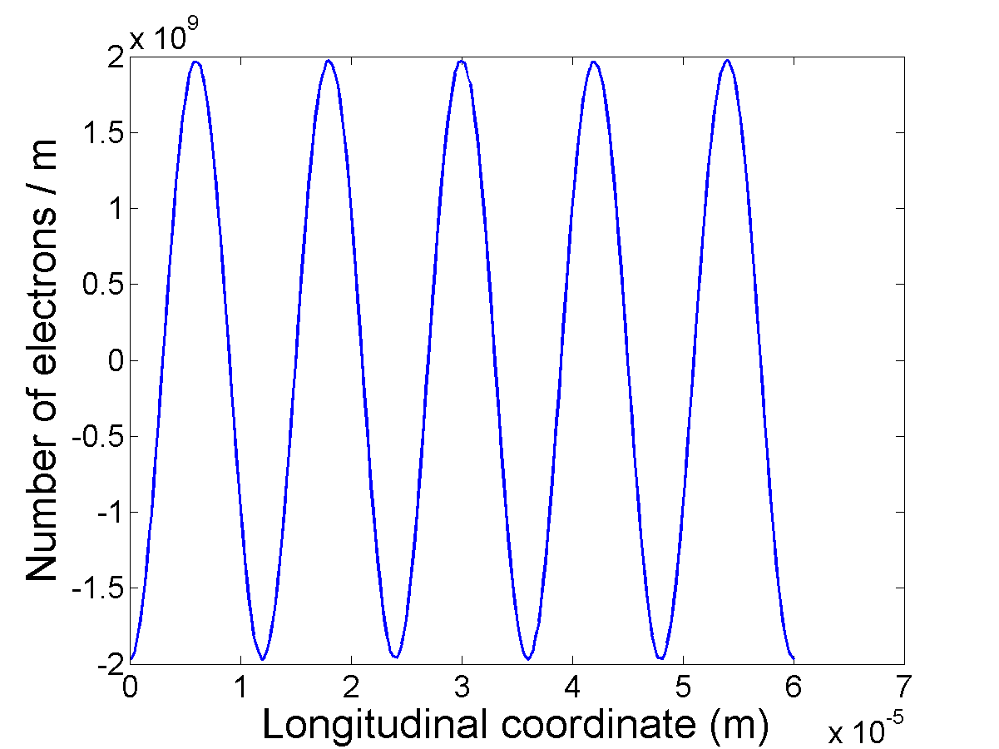 x 10^9
2
1.5
1
0.5
0
-0.5
-1
-1.5
-2
Number of electrons / m
0 1 2 3 4 5 6 7
Longitudinal coordinate (m)
x 10^-5